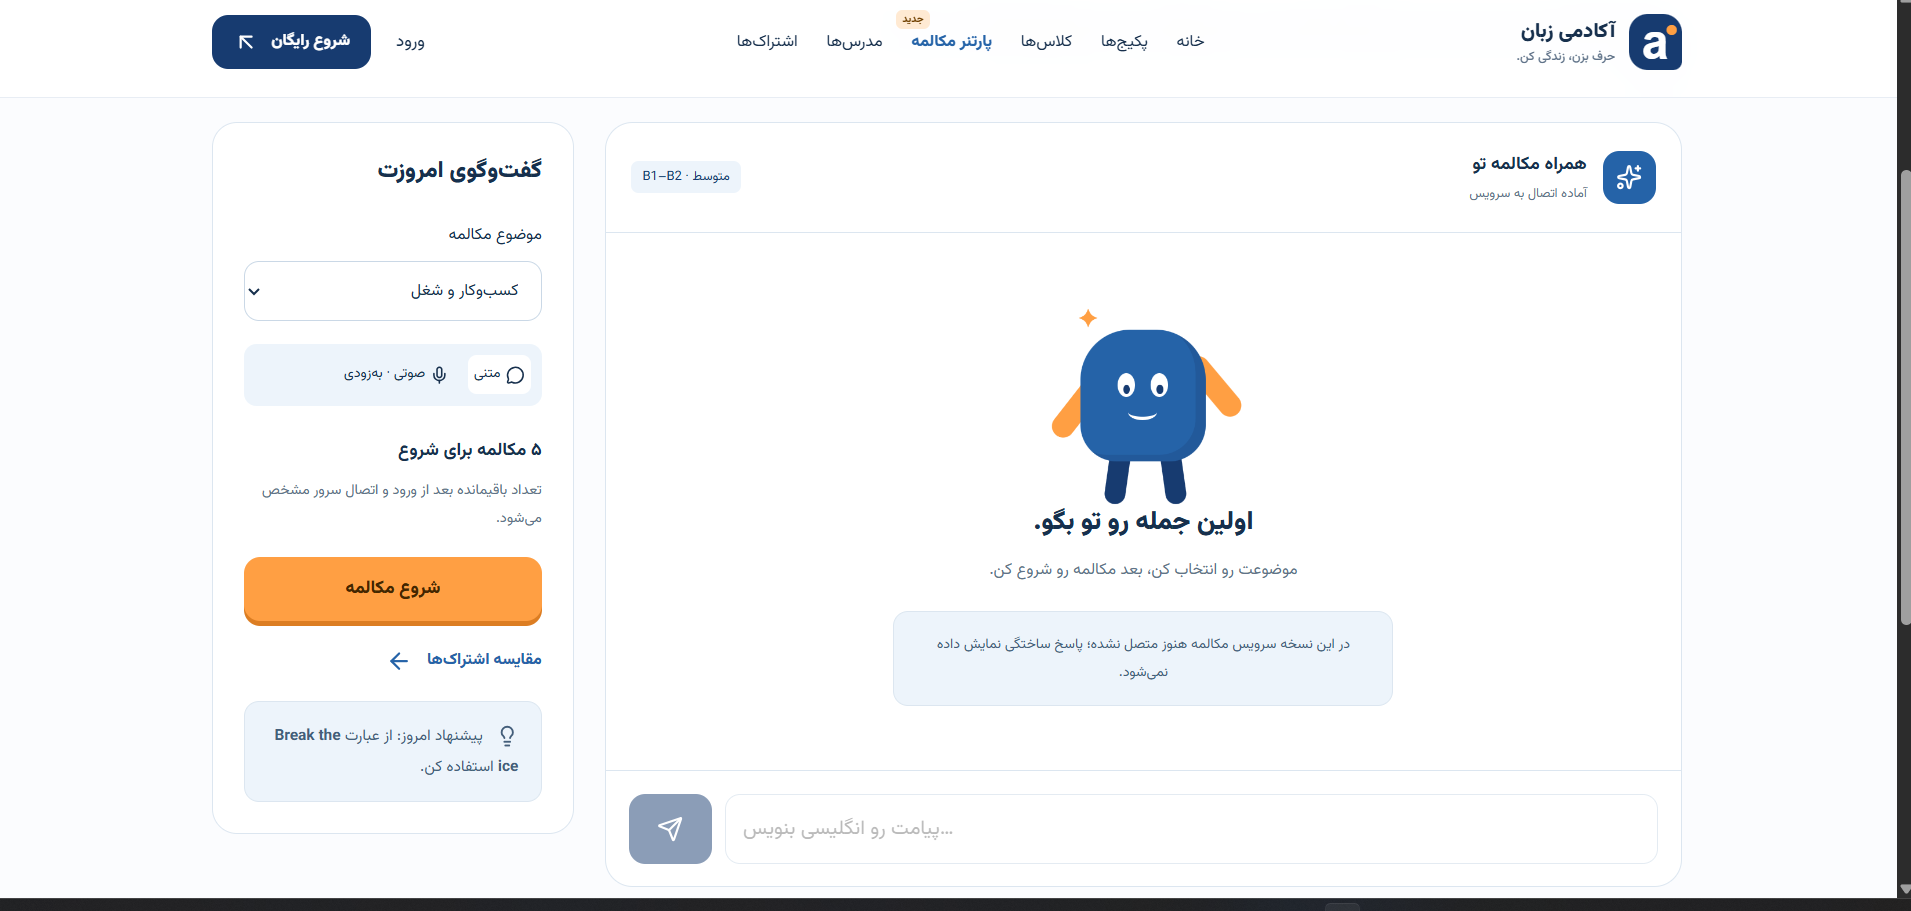 آکادمی زبان
حرف بزن، زندگی کن.
a
خانه
پکیج‌ها
کلاس‌ها
پارتنر مکالمه
جدید
مدرس‌ها
اشتراک‌ها
ورود
شروع رایگان
همراه مکالمه تو
آماده اتصال به سرویس
متوسط · B1–B2
اولین جمله رو تو بگو.
موضوعت رو انتخاب کن، بعد مکالمه رو شروع کن.
در این نسخه سرویس مکالمه هنوز متصل نشده؛ پاسخ ساختگی نمایش داده
نمی‌شود.
پیامت رو انگلیسی بنویس...
گفت‌وگوی امروزت
موضوع مکالمه
کسب‌وکار و شغل
متنی
صوتی · به‌زودی
۵ مکالمه برای شروع
تعداد باقیمانده بعد از ورود و اتصال سرور مشخص
می‌شود.
شروع مکالمه
مقایسه اشتراک‌ها
پیشنهاد امروز: از عبارت Break the
ice استفاده کن.